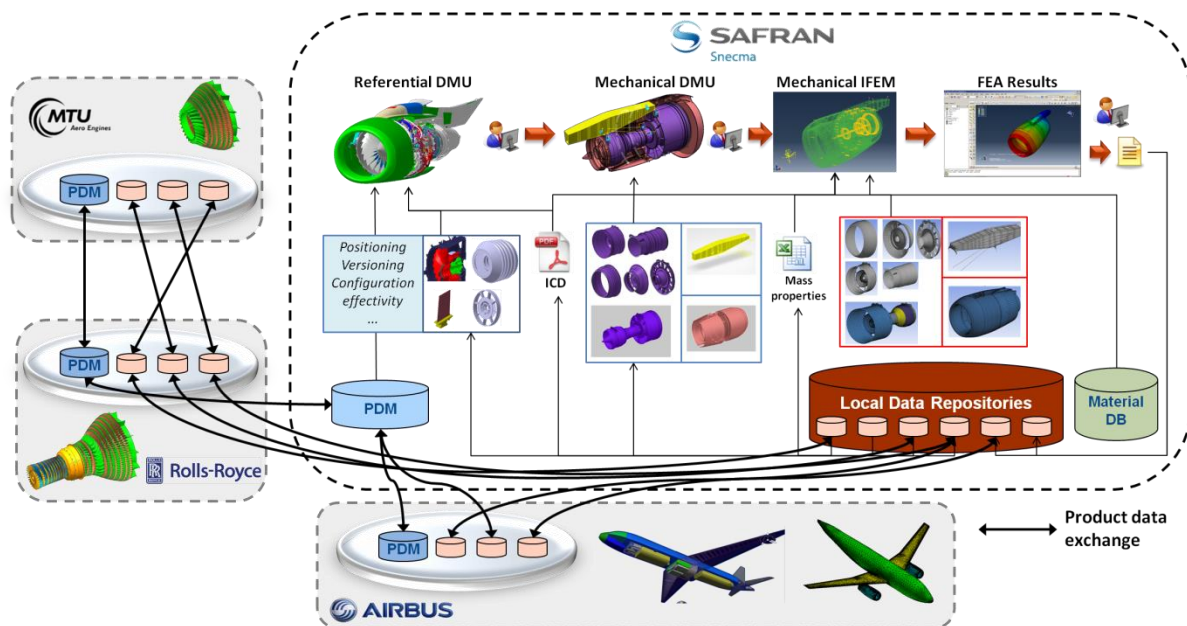 SAFRAN
Snecma
Referential DMU
Mechanical DMU
Mechanical IFEM
FEA Results
MTU
Aero Engines
PDM
Positioning
Versioning
Configuration
effectivity
...
PDF
ICD
Mass
properties
PDM
Rolls-Royce
PDM
Local Data Repositories
Material
DB
PDM
AIRBUS
Product data
exchange